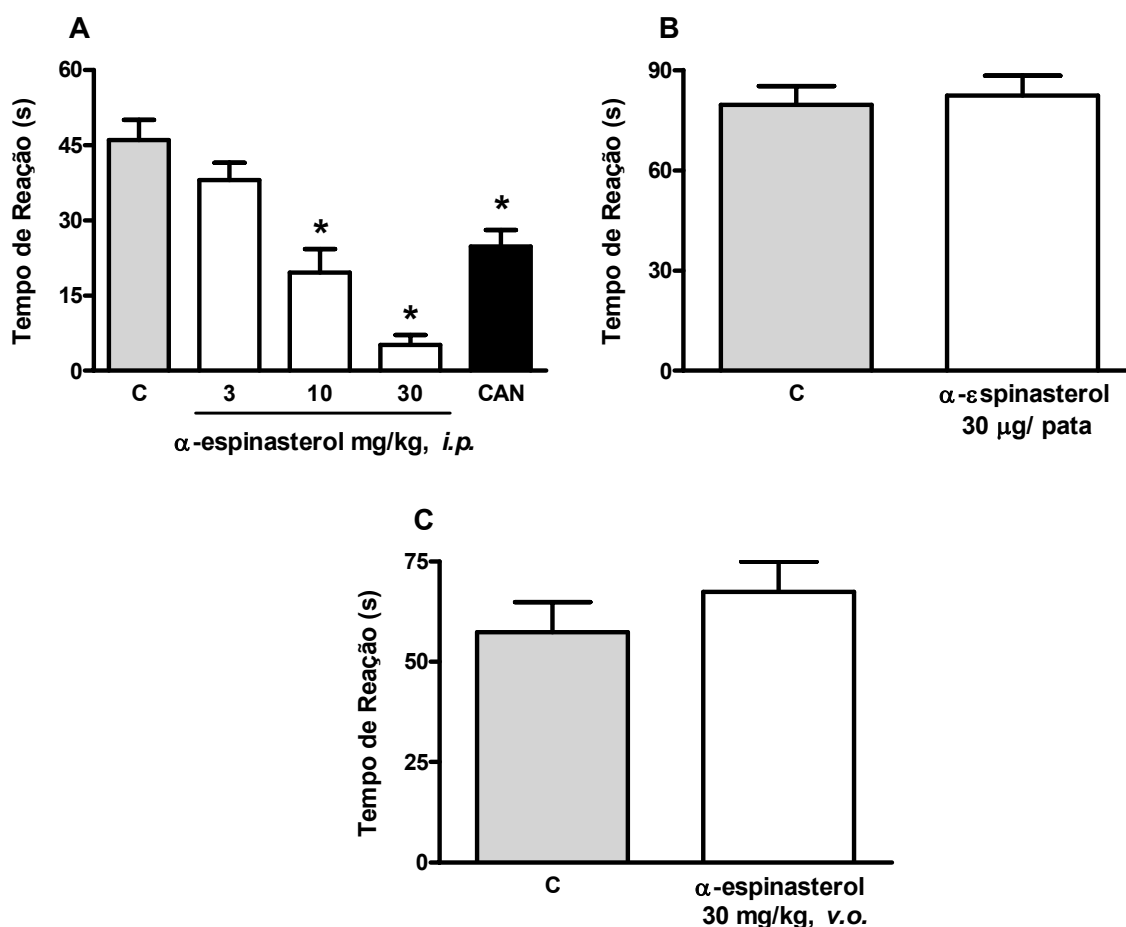 A
Tempo de Reação (s)
60
45
30
15
0
*
*
*
C 3 10 30 CAN
α-espinasterol mg/kg, i.p.
B
Tempo de Reação (s)
90
60
30
0
C α-εspinasterol
30 μg/ pata
C
Tempo de Reação (s)
75
50
25
0
C α-espinasterol
30 mg/kg, v.o.